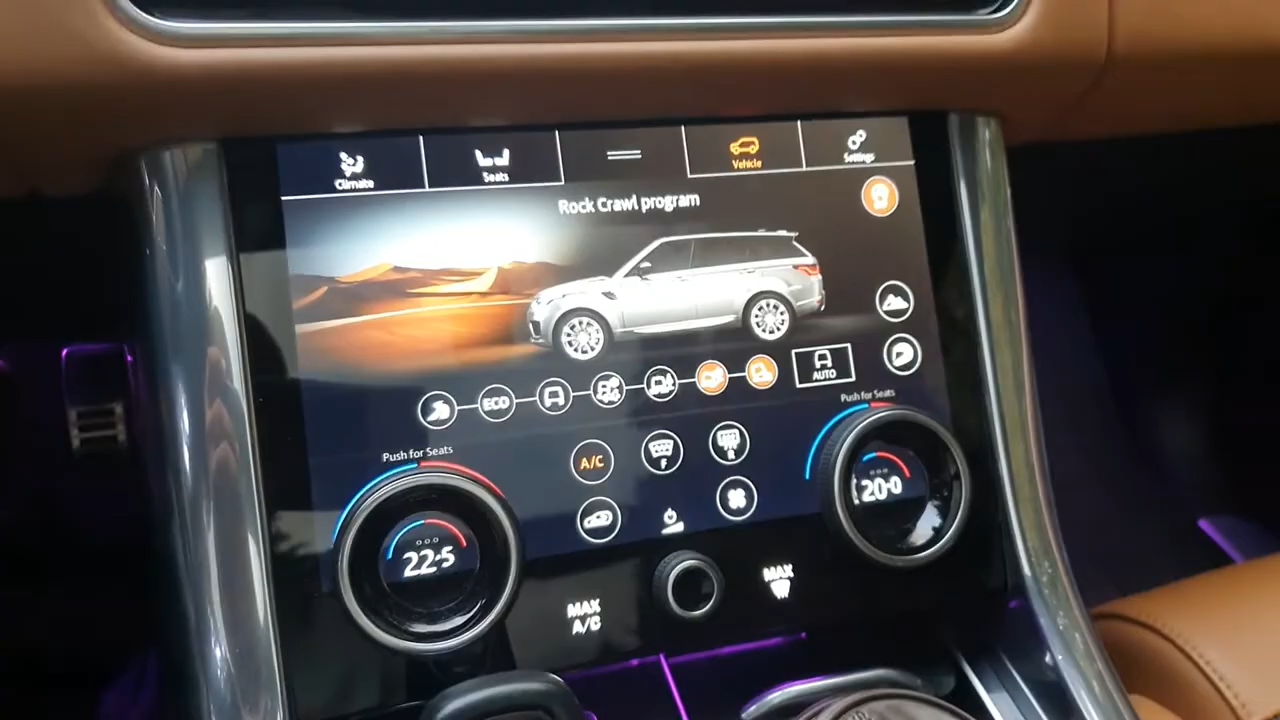 Climate
Seats
Vehicle
Settings
Rock Crawl program
ECO
AUTO
Push for Seats
Push for Seats
A/C
F
R
22.5
20.0
MAX
A/C
MAX